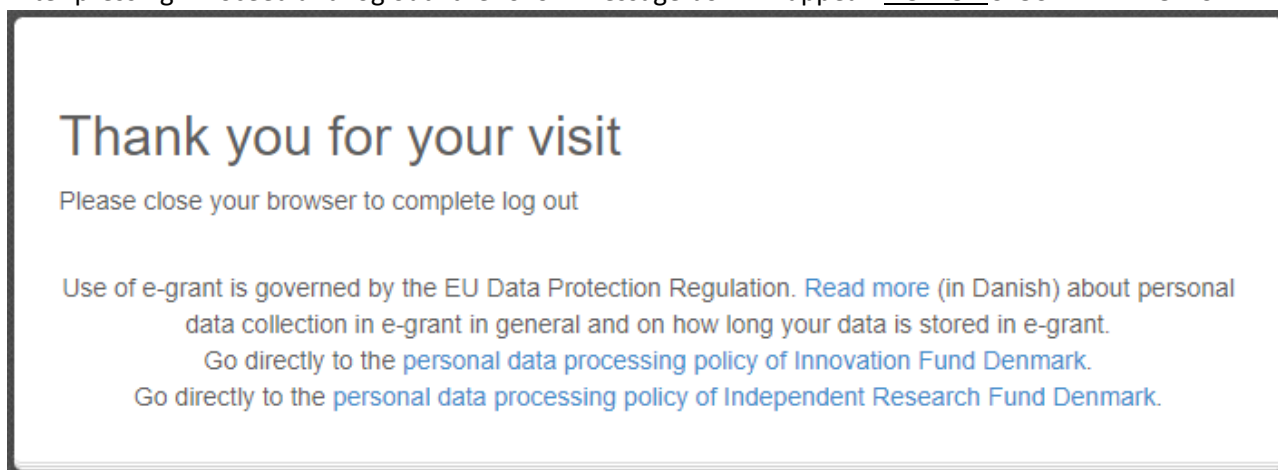 Thank you for your visit
Please close your browser to complete log out
Use of e-grant is governed by the EU Data Protection Regulation. Read more (in Danish) about personal
data collection in e-grant in general and on how long your data is stored in e-grant.
Go directly to the personal data processing policy of Innovation Fund Denmark.
Go directly to the personal data processing policy of Independent Research Fund Denmark.